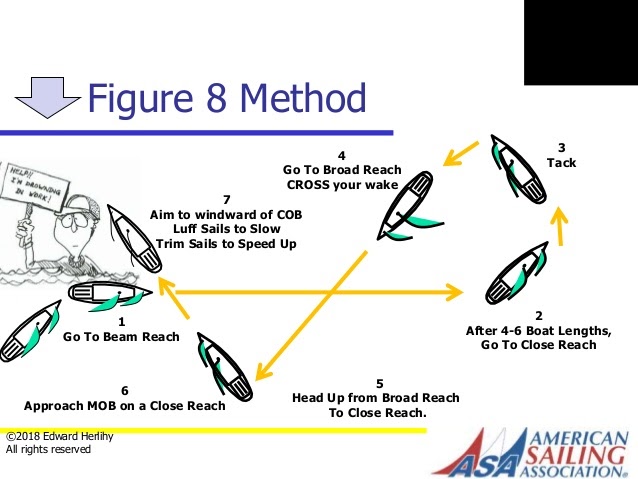 Figure 8 Method
HELP!!
I'M DROWNING
IN WORK!
4
Go To Broad Reach
CROSS your wake
3
Tack
7
Aim to windward of COB
Luff Sails to Slow
Trim Sails to Speed Up
1
Go To Beam Reach
2
After 4-6 Boat Lengths,
Go To Close Reach
6
Approach MOB on a Close Reach
5
Head Up from Broad Reach
To Close Reach.
©2018 Edward Herlihy
All rights reserved
ASA
AMERICAN
SAILING
ASSOCIATION®